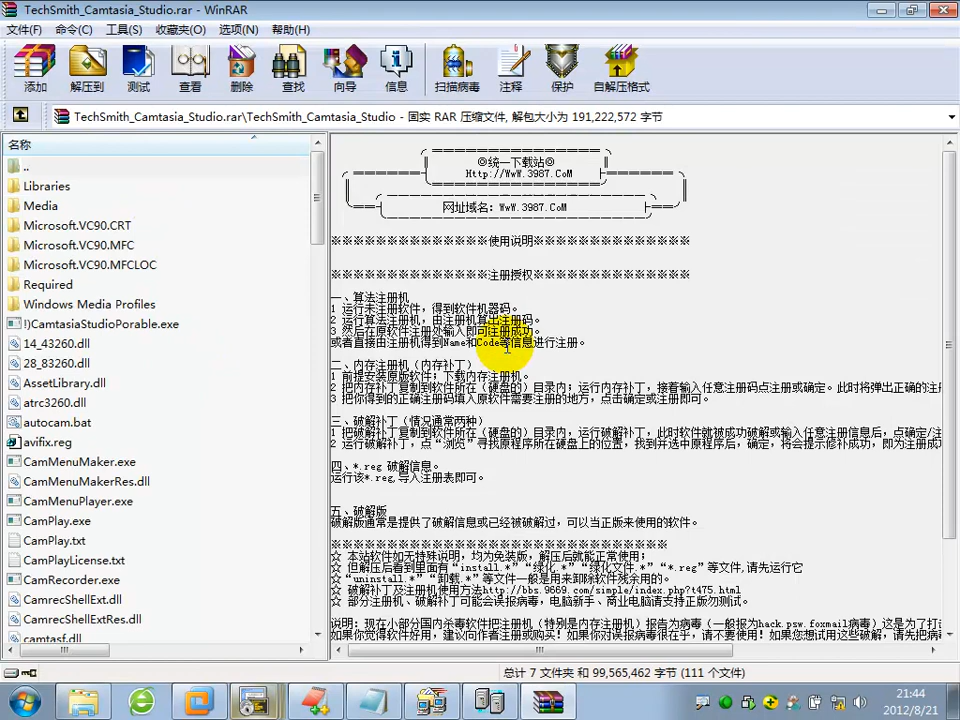 TechSmith_Camtasia_Studio.rar - WinRAR
文件(F) 命令(C) 工具(S) 收藏夹(O) 选项(N) 帮助(H)
添加 解压到 测试 查看 删除 查找 向导 信息 扫描病毒 注释 保护 自解压格式
TechSmith_Camtasia_Studio.rar\TechSmith_Camtasia_Studio - 固实 RAR 压缩文件, 解包大小为 191,222,572 字节
名称
..
Libraries
Media
Microsoft.VC90.CRT
Microsoft.VC90.MFC
Microsoft.VC90.MFCLOC
Required
Windows Media Profiles
!)CamtasiaStudioPorable.exe
14_43260.dll
28_83260.dll
AssetLibrary.dll
atrc3260.dll
autocam.bat
avifix.reg
CamMenuMaker.exe
CamMenuMakerRes.dll
CamMenuPlayer.exe
CamPlay.exe
CamPlay.txt
CamPlayLicense.txt
CamRecorder.exe
CamrecShellExt.dll
CamrecShellExtRes.dll
camtasf.dll
◎统一下载站◎
Http://WwW.3987.CoM
网址域名: WwW.3987.CoM
※※※※※※※※※※※※※※使用说明※※※※※※※※※※※※※※
※※※※※※※※※※※※※※注册授权※※※※※※※※※※※※※※
一、算法注册机
1 运行未注册软件，得到软件机器码。
2 运行算法注册机，由注册机算出注册码。
3 然后在原软件注册处输入即可注册成功。
或者直接由注册机得到Name和Code等信息进行注册。
二、内存注册机（内存补丁）
1 前提安装原版软件；下载内存注册机。
2 把内存补丁复制到软件所在（硬盘的）目录内；运行内存补丁，接着输入任意注册码点注册或确定。此时将弹出正确的注
3 把你得到的正确注册码填入原软件需要注册的地方，点击确定或注册即可。
三、破解补丁（情况通常两种）
1 把破解补丁复制到软件所在（硬盘的）目录内，运行破解补丁，此时软件就被成功破解或输入任意注册信息后，点确定/注
2 运行破解补丁，点“浏览”寻找原程序所在硬盘上的位置，找到并选中原程序后，确定，将会提示修补成功，即为注册成
四、*.reg 破解信息。
运行该*.reg,导入注册表即可。
五、破解版
破解版通常是提供了破解信息或已经被破解过，可以当正版来使用的软件。
※※※※※※※※※※※※※※※※※※※※※※※※※※※※
☆ 本站软件如无特殊说明，均为免装版，解压后就能正常使用；
☆ 但解压后看到里面有“install.*”“绿化.*”“绿化文件.*”“*.reg”等文件,请先运行它
☆“uninstall.*”“卸载.*”等文件一般是用来卸除软件残余用的。
☆ 破解补丁及注册机使用方法http://bbs.9669.com/simple/index.php?t475.html
☆ 部分注册机、破解补丁可能会误报病毒，电脑新手、商业电脑请支持正版勿测试。
说明：现在小部分国内杀毒软件把注册机（特别是内存注册机）报告为病毒（一般报为hack.psw.foxmail病毒）这是为了打
如果你觉得软件好用，建议向作者注册或购买！如果你对误报病毒很在乎，请不要使用！如果您想试用这些破解，请先把病
总计 7 文件夹 和 99,565,462 字节 (111 个文件)
21:44
2012/8/21